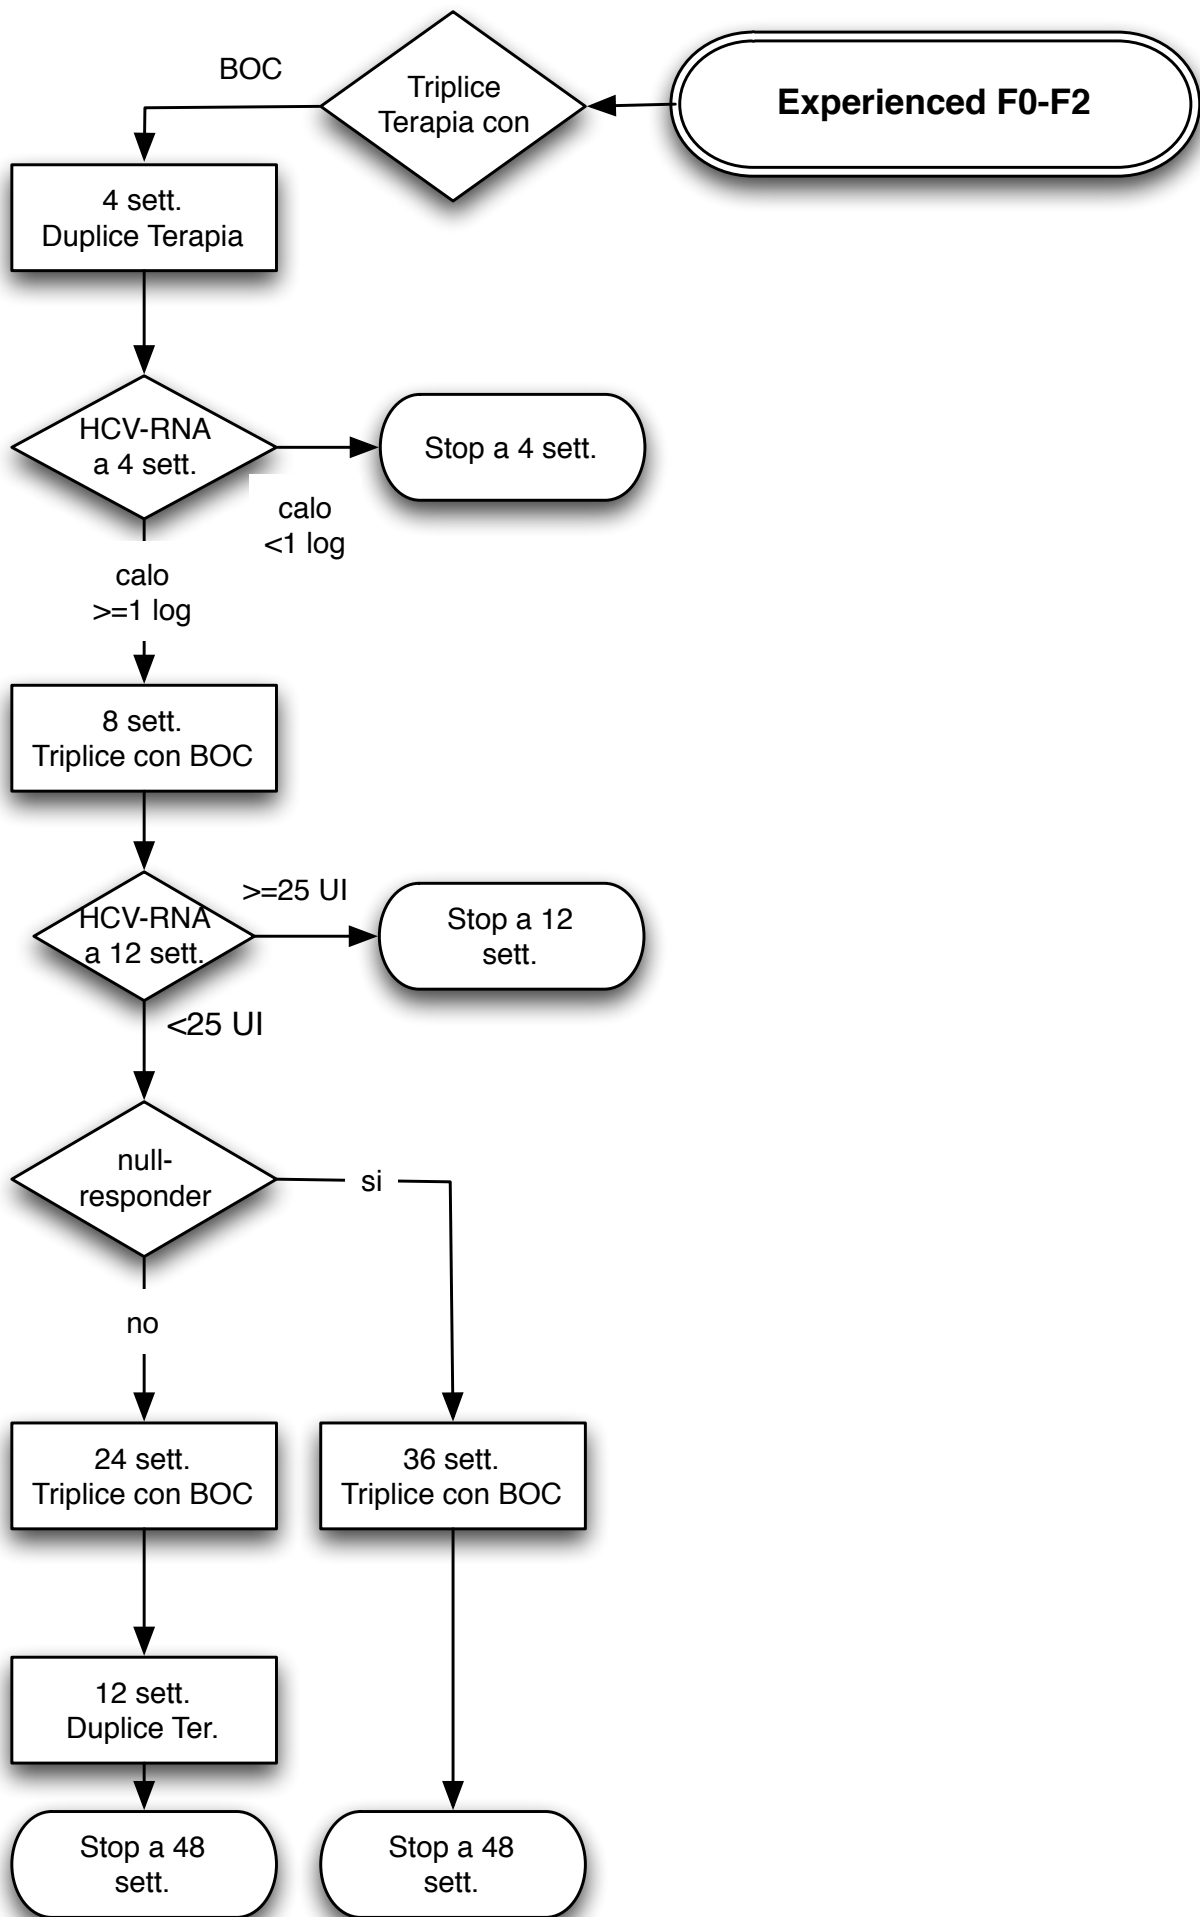 Experienced F0-F2
Triplice
Terapia con
BOC
4 sett.
Duplice Terapia
HCV-RNA
a 4 sett.
calo
<1 log
Stop a 4 sett.
calo
>=1 log
8 sett.
Triplice con BOC
HCV-RNA
a 12 sett.
>=25 UI
Stop a 12
sett.
<25 UI
null-
responder
si
no
24 sett.
Triplice con BOC
36 sett.
Triplice con BOC
12 sett.
Duplice Ter.
Stop a 48
sett.
Stop a 48
sett.